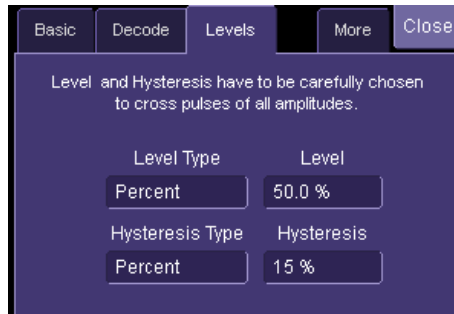 Basic Decode Levels More Close
Level and Hysteresis have to be carefully chosen
to cross pulses of all amplitudes.
Level Type Level
Percent 50.0 %
Hysteresis Type Hysteresis
Percent 15 %